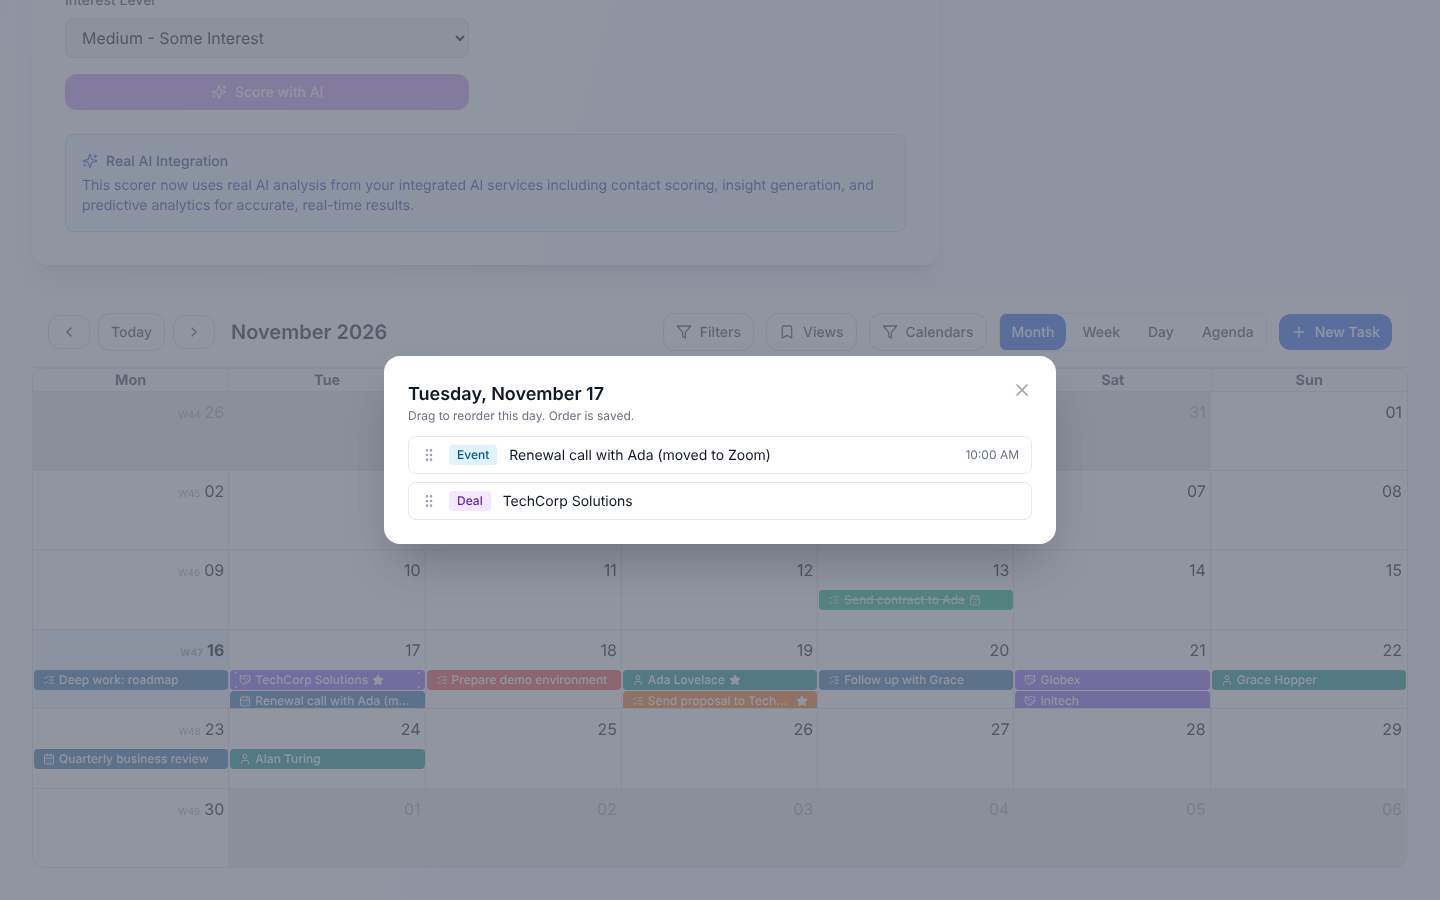 Interest Level
Medium - Some Interest
Score with AI
Real AI Integration
This scorer now uses real AI analysis from your integrated AI services including contact scoring, insight generation, and
predictive analytics for accurate, real-time results.
Today
November 2026
Filters
Views
Calendars
Month
Week
Day
Agenda
New Task
Mon
Tue
Sat
Sun
Tuesday, November 17
Drag to reorder this day. Order is saved.
Event Renewal call with Ada (moved to Zoom) 10:00 AM
Deal TechCorp Solutions
W44 26
31
01
W45 02
07
08
W46 09
10
11
12
13
14
15
Send contract to Ada
W47 16
17
18
19
20
21
22
Deep work: roadmap
TechCorp Solutions
Prepare demo environment
Ada Lovelace
Follow up with Grace
Globex
Grace Hopper
Renewal call with Ada (m...
Send proposal to Tech...
Initech
W48 23
24
25
26
27
28
29
Quarterly business review
Alan Turing
W49 30
01
02
03
04
05
06